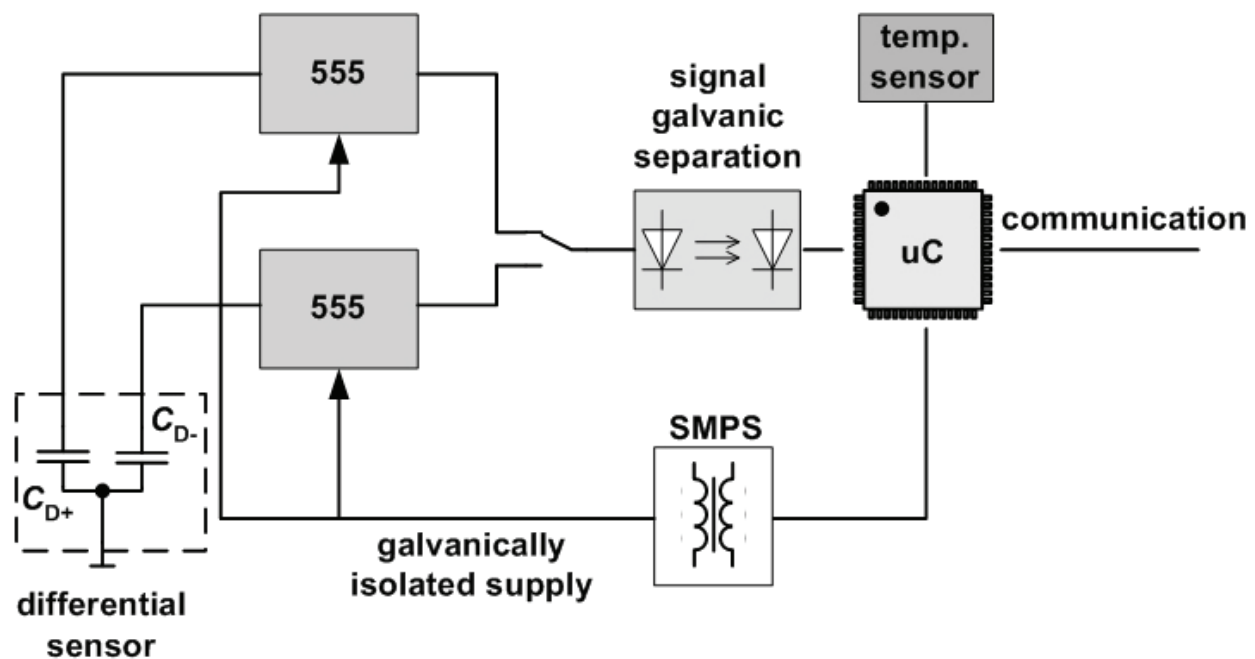 555
temp.
sensor
signal
galvanic
separation
555
uC
communication
C D-
C D+
SMPS
galvanically
isolated supply
differential
sensor